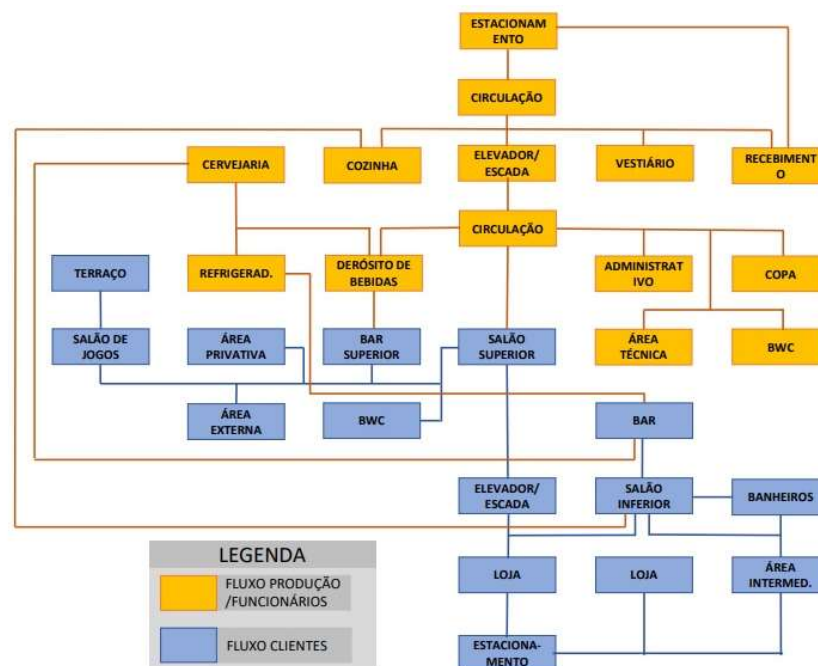 ESTACIONAM
ENTO
CIRCULAÇÃO
CERVEJARIA
COZINHA
ELEVADOR/
ESCADA
VESTIÁRIO
RECEBIMENT
O
CIRCULAÇÃO
TERRAÇO
REFRIGERAD.
DERÓSITO DE
BEBIDAS
ADMINISTRAT
IVO
COPA
SALÃO DE
JOGOS
ÁREA
PRIVATIVA
BAR
SUPERIOR
SALÃO
SUPERIOR
ÁREA
TÉCNICA
BWC
ÁREA
EXTERNA
BWC
BAR
ELEVADOR/
ESCADA
SALÃO
INFERIOR
BANHEIROS
LOJA
LOJA
ÁREA
INTERMED.
ESTACIONA-
MENTO
LEGENDA
FLUXO PRODUÇÃO
/FUNCIONÁRIOS
FLUXO CLIENTES